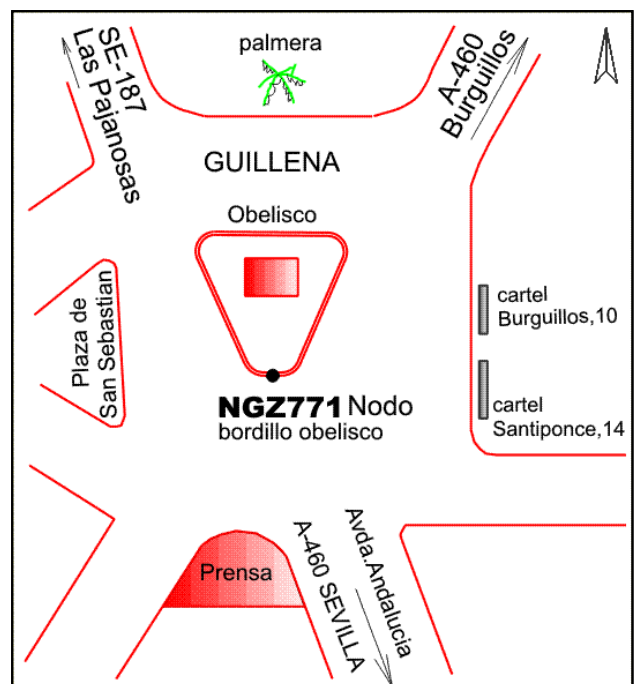 palmera
SE-187
Las Pajanosas
A-460
Burguillos
GUILLENA
Obelisco
cartel
Burguillos,10
Plaza de
San Sebastian
cartel
Santiponce,14
NGZ771 Nodo
bordillo obelisco
Prensa
A-460 SEVILLA
Avda.Andalucia